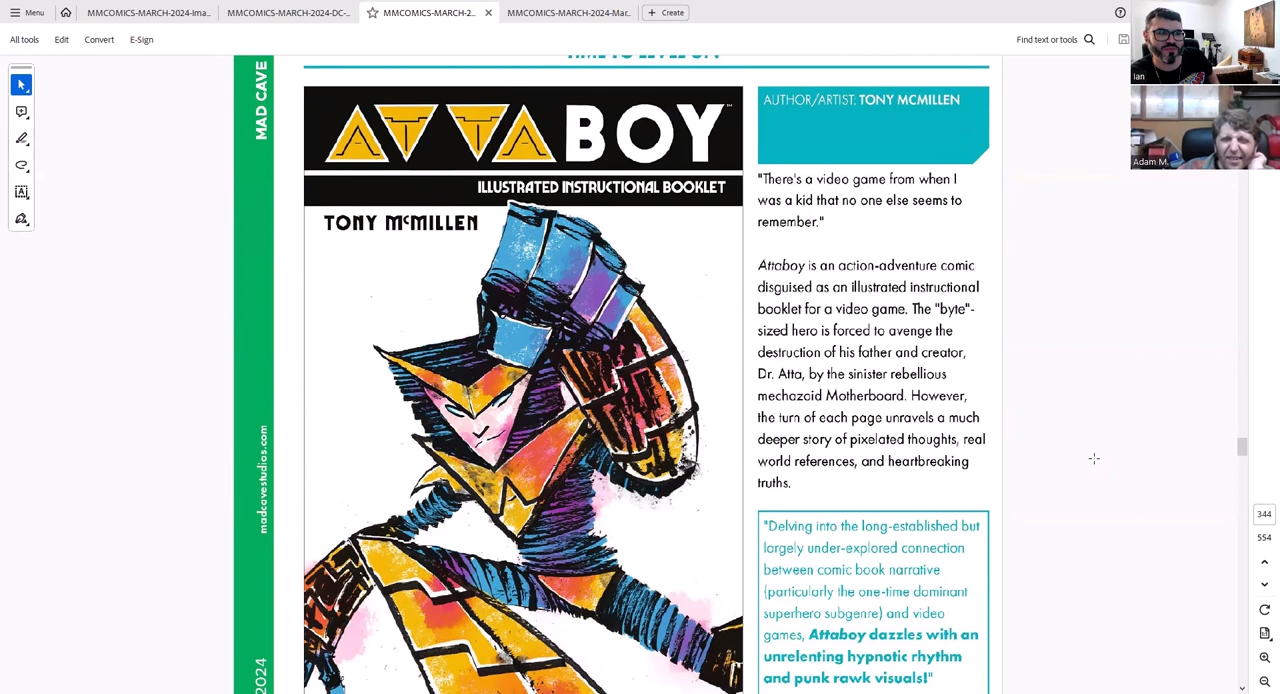 Menu
MMCOMICS-MARCH-2024-Ima...
MMCOMICS-MARCH-2024-DC-...
MMCOMICS-MARCH-2...
MMCOMICS-MARCH-2024-Mar...
Create
All tools
Edit
Convert
E-Sign
Find text or tools
Ian
Adam M.
MAD CAVE
madcavestudios.com
2024
TIME TO LEVEL UP!
ATTABOY™
ILLUSTRATED INSTRUCTIONAL BOOKLET
TONY McMILLEN
AUTHOR/ARTIST: TONY MCMILLEN
"There's a video game from when I
was a kid that no one else seems to
remember."
Attaboy is an action-adventure comic
disguised as an illustrated instructional
booklet for a video game. The "byte"-
sized hero is forced to avenge the
destruction of his father and creator,
Dr. Atta, by the sinister rebellious
mechazoid Motherboard. However,
the turn of each page unravels a much
deeper story of pixelated thoughts, real
world references, and heartbreaking
truths.
"Delving into the long-established but
largely under-explored connection
between comic book narrative
(particularly the one-time dominant
superhero subgenre) and video
games, Attaboy dazzles with an
unrelenting hypnotic rhythm
and punk rawk visuals!"
344
554